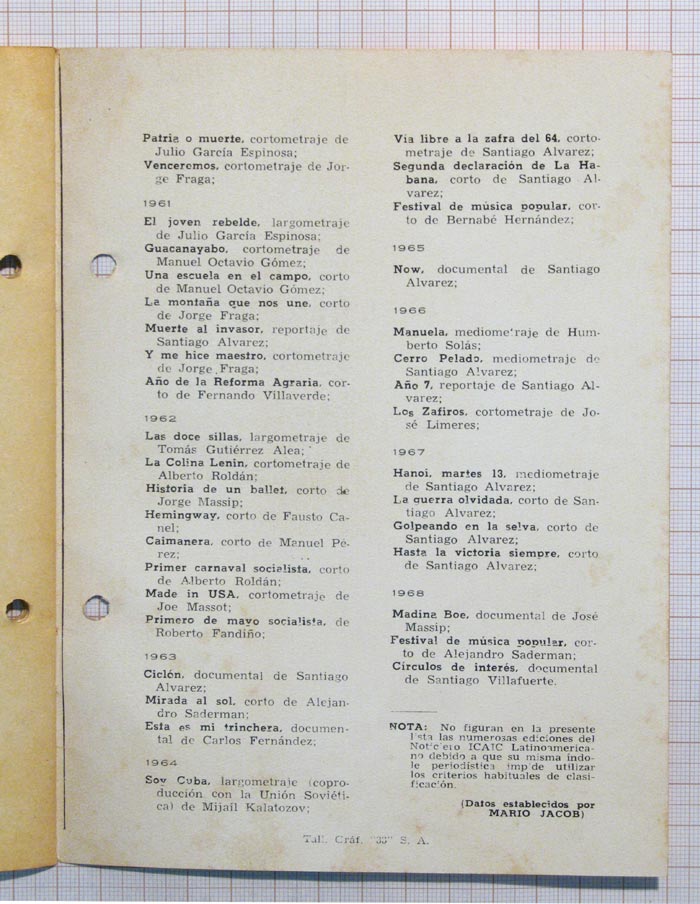 Patria o muerte, cortometraje de
Julio García Espinosa;
Venceremos, cortometraje de Jor-
ge Fraga;
1961
El joven rebelde, largometraje
de Julio García Espinosa;
Guacanayabo, cortometraje de
Manuel Octavio Gómez;
Una escuela en el campo, corto
de Manuel Octavio Gómez;
La montaña que nos une, corto
de Jorge Fraga;
Muerte al invasor, reportaje de
Santiago Alvarez;
Y me hice maestro, cortometraje
de Jorge Fraga;
Año de la Reforma Agraria, cor-
to de Fernando Villaverde;
1962
Las doce sillas, largometraje de
Tomás Gutiérrez Alea;
La Colina Lenin, cortometraje de
Alberto Roldán;
Historia de un ballet, corto de
Jorge Massip;
Hemingway, corto de Fausto Ca-
nel;
Caimanera, corto de Manuel Pé-
rez;
Primer carnaval socialista, corto
de Alberto Roldán;
Made in USA, cortometraje de
Joe Massot;
Primero de mayo socialista, de
Roberto Fandiño;
1963
Ciclón, documental de Santiago
Alvarez;
Mirada al sol, corto de Alejan-
dro Saderman;
Esta es mi trinchera, documen-
tal de Carlos Fernández;
1964
Soy Cuba, largometraje (copro-
ducción con la Unión Soviéti-
ca) de Mijaíl Kalatozov;
Via libre a la zafra del 64, corto-
metraje de Santiago Alvarez;
Segunda declaración de La Ha-
bana, corto de Santiago Al-
varez;
Festival de música popular, cor-
to de Bernabé Hernández;
1965
Now, documental de Santiago
Alvarez;
1966
Manuela, mediometraje de Hum-
berto Solás;
Cerro Pelado, mediometraje de
Santiago Alvarez;
Año 7, reportaje de Santiago Al-
varez;
Los Zafiros, cortometraje de Jo-
sé Limeres;
1967
Hanoi, martes 13, mediometraje
de Santiago Alvarez;
La guerra olvidada, corto de San-
tiago Alvarez;
Golpeando en la selva, corto de
Santiago Alvarez;
Hasta la victoria siempre, corto
de Santiago Alvarez;
1968
Madina Boe, documental de José
Massip;
Festival de música popular, cor-
to de Alejandro Saderman;
Círculos de interés, documental
de Santiago Villafuerte.
NOTA: No figuran en la presente
lista las numerosas ediciones del
Noticiero ICAIC Latinoamerica-
no debido a que su misma índo-
le periodística impide utilizar
los criterios habituales de clasi-
ficación.
(Datos establecidos por
MARIO JACOB)
Tall. Gráf. "33" S. A.